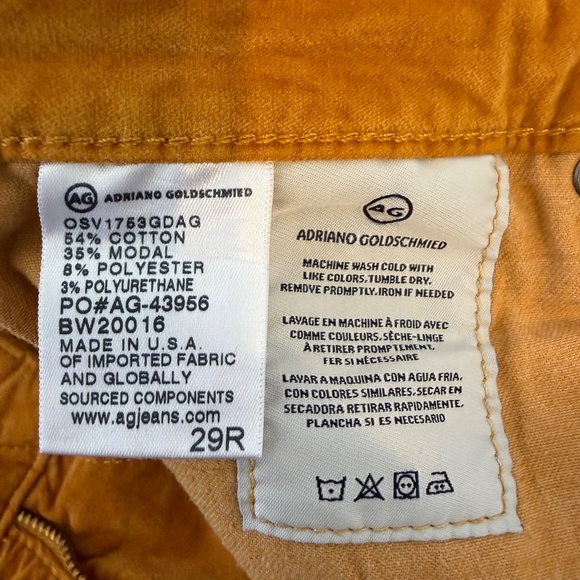 AG ADRIANO GOLDSCHMIED
OSV1753GDAG
54% COTTON
35% MODAL
8% POLYESTER
3% POLYURETHANE
PO#AG-43956
BW20016
MADE IN U.S.A.
OF IMPORTED FABRIC
AND GLOBALLY
SOURCED COMPONENTS
www.agjeans.com
29R
AG
ADRIANO GOLDSCHMIED
MACHINE WASH COLD WITH
LIKE COLORS, TUMBLE DRY.
REMOVE PROMPTLY. IRON IF NEEDED
LAVAGE EN MACHINE À FROID AVEC
COMME COULEURS, SÈCHE-LINGE
À RETIRER PROMPTEMENT.
FER SI NÉCESSAIRE
LAVAR A MAQUINA CON AGUA FRIA,
CON COLORES SIMILARES, SECAR EN
SECADORA RETIRAR RAPIDAMENTE,
PLANCHA SI ES NECESARIO